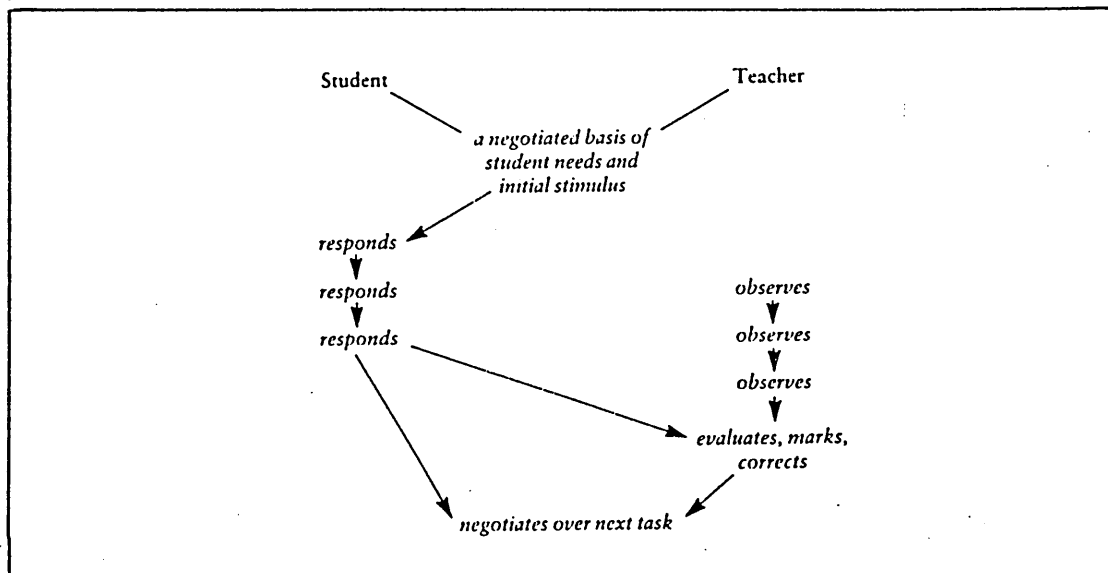 Student
Teacher
a negotiated basis of
student needs and
initial stimulus
responds
responds
observes
responds
observes
observes
evaluates, marks,
corrects
negotiates over next task